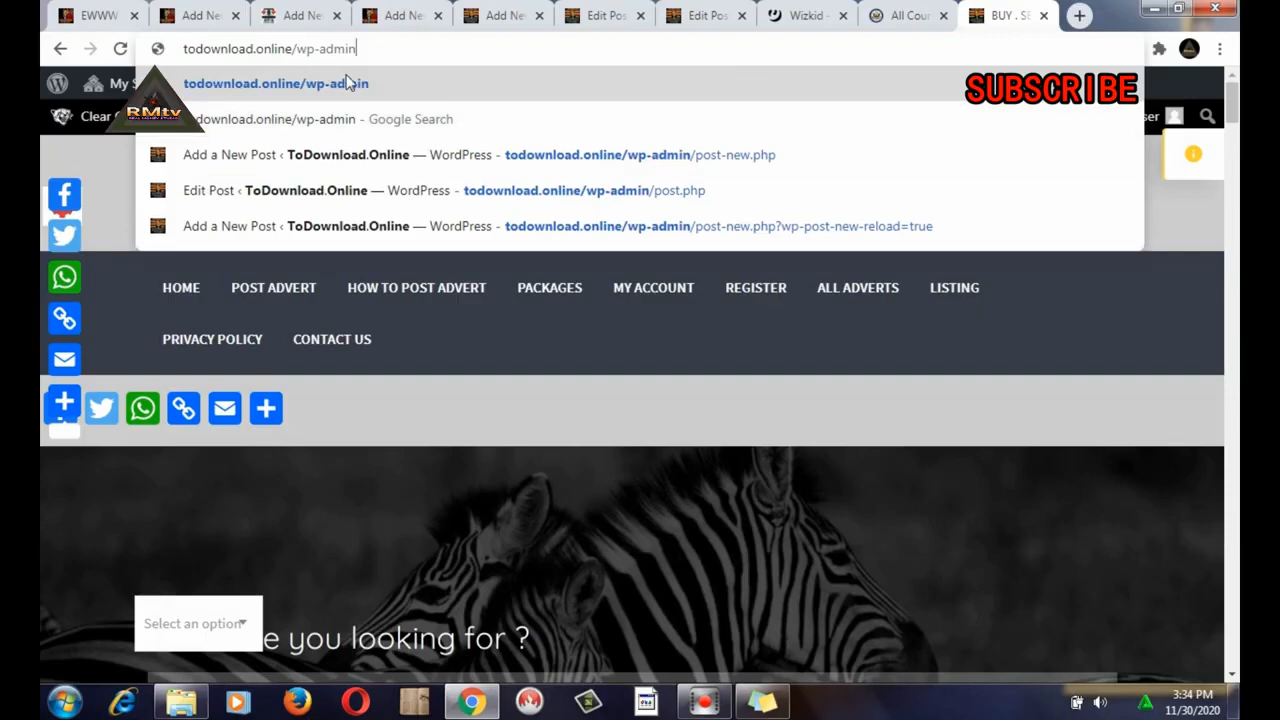 EWWW
Add Ne
Add Ne
Add Ne
Add Ne
Edit Pos
Edit Pos
Wizkid -
All Cour
BUY . SE
todownload.online/wp-admin
My S
todownload.online/wp-admin
SUBSCRIBE
RMtv
Clear
download.online/wp-admin - Google Search
ser
Add a New Post ‹ ToDownload.Online — WordPress - todownload.online/wp-admin/post-new.php
Edit Post ‹ ToDownload.Online — WordPress - todownload.online/wp-admin/post.php
Add a New Post ‹ ToDownload.Online — WordPress - todownload.online/wp-admin/post-new.php?wp-post-new-reload=true
HOME POST ADVERT HOW TO POST ADVERT PACKAGES MY ACCOUNT REGISTER ALL ADVERTS LISTING
PRIVACY POLICY CONTACT US
Select an option
e you looking for ?
3:34 PM
11/30/2020